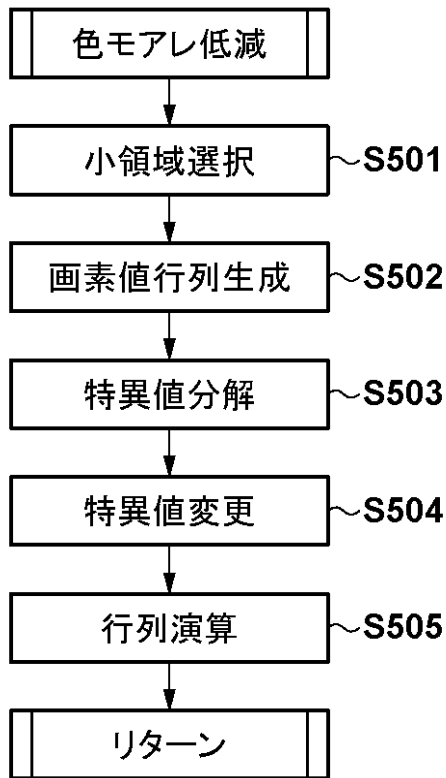 色モアレ低減
小領域選択 S501
画素値行列生成 S502
特異値分解 S503
特異値変更 S504
行列演算 S505
リターン